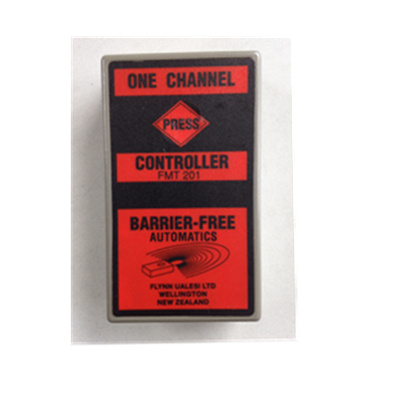 ONE CHANNEL
PRESS
CONTROLLER
FMT 201
BARRIER-FREE
AUTOMATICS
FLYNN UALESI LTD
WELLINGTON
NEW ZEALAND